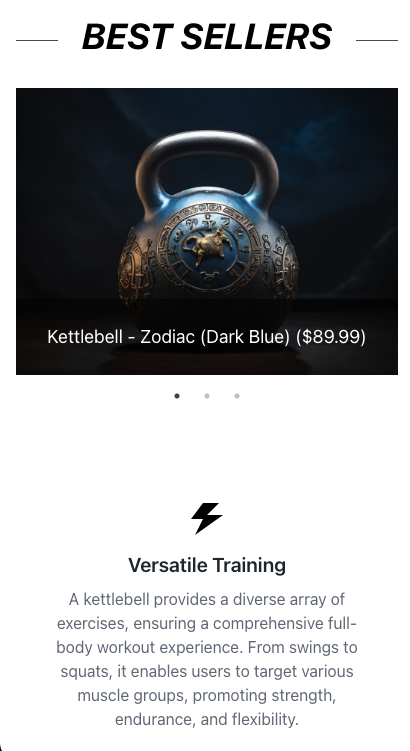 BEST SELLERS
Kettlebell - Zodiac (Dark Blue) ($89.99)
Versatile Training
A kettlebell provides a diverse array of
exercises, ensuring a comprehensive full-
body workout experience. From swings to
squats, it enables users to target various
muscle groups, promoting strength,
endurance, and flexibility.